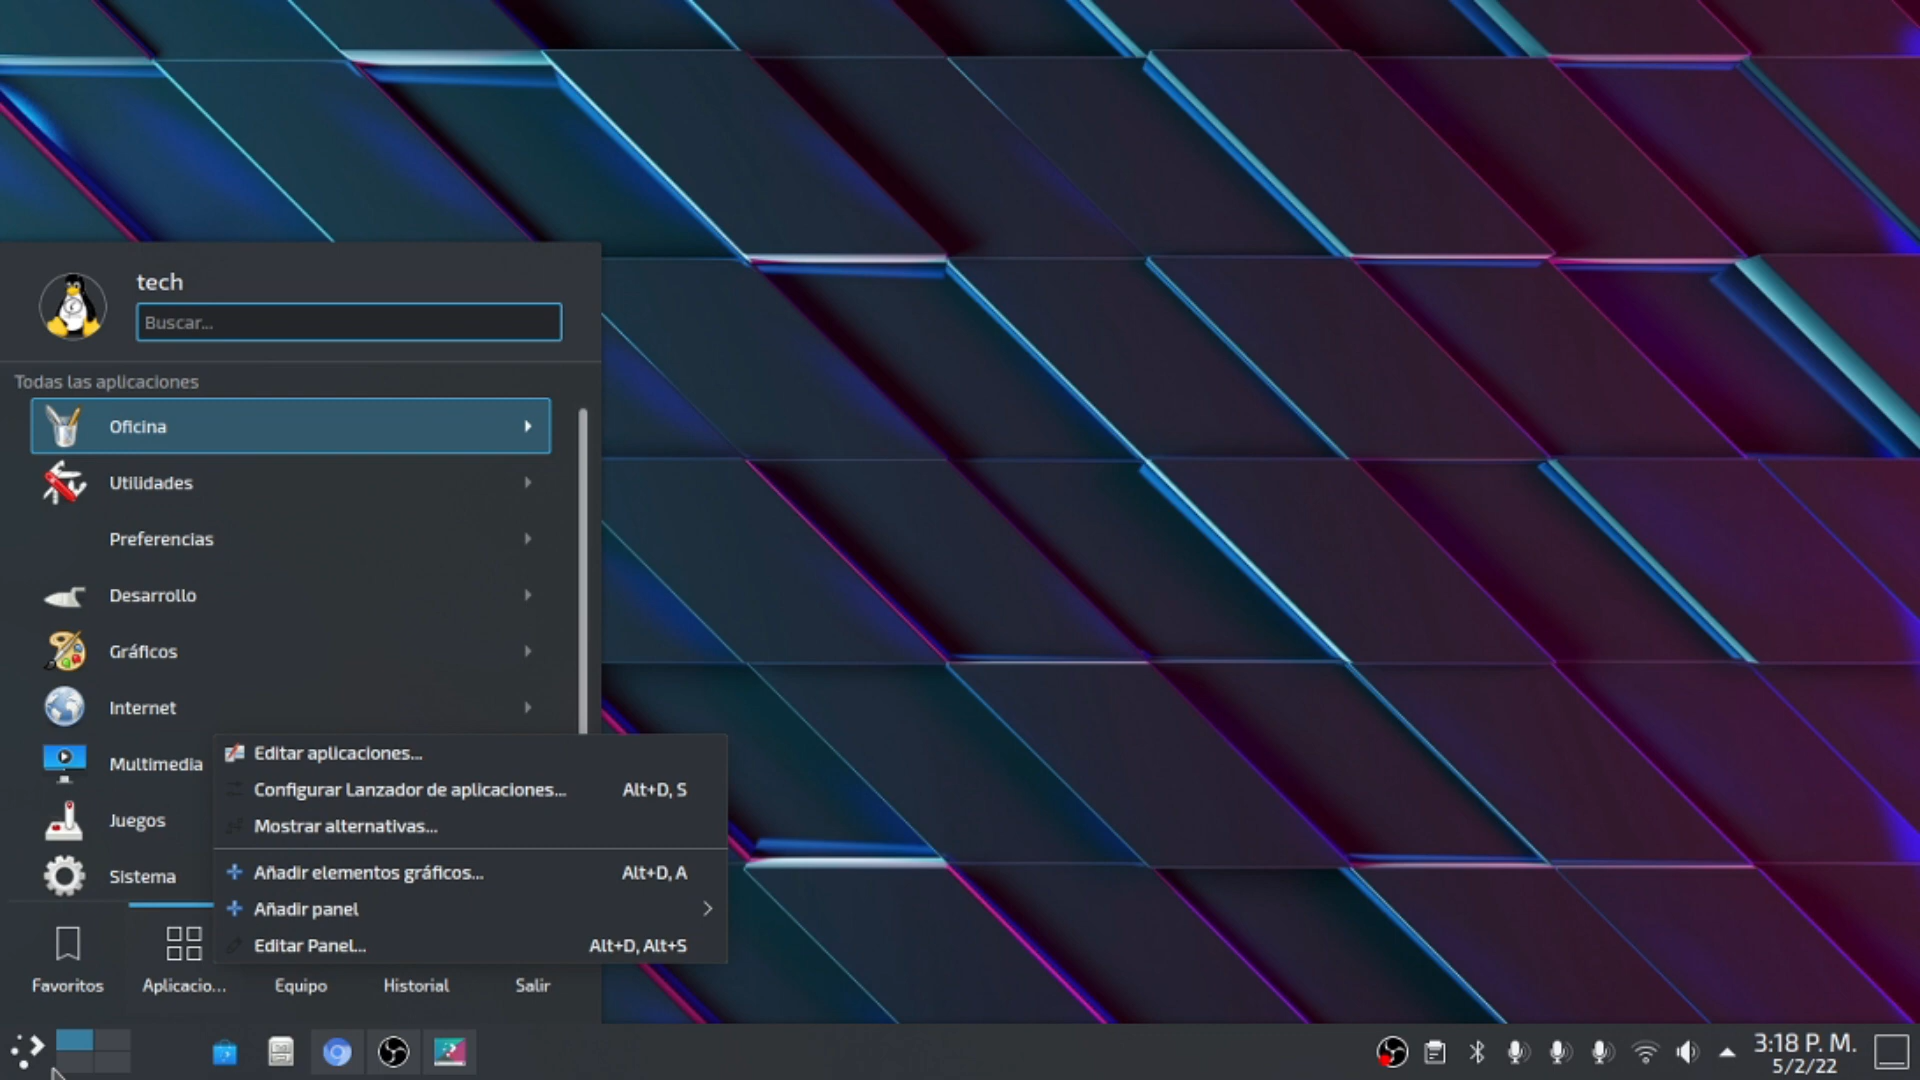 tech
Buscar...
Todas las aplicaciones
Oficina
Utilidades
Preferencias
Desarrollo
Gráficos
Internet
Multimedia
Juegos
Sistema
Editar aplicaciones...
Configurar Lanzador de aplicaciones... Alt+D, S
Mostrar alternativas...
Añadir elementos gráficos... Alt+D, A
Añadir panel
Editar Panel... Alt+D, Alt+S
Favoritos Aplicacio... Equipo Historial Salir
3:18 P. M.
5/2/22